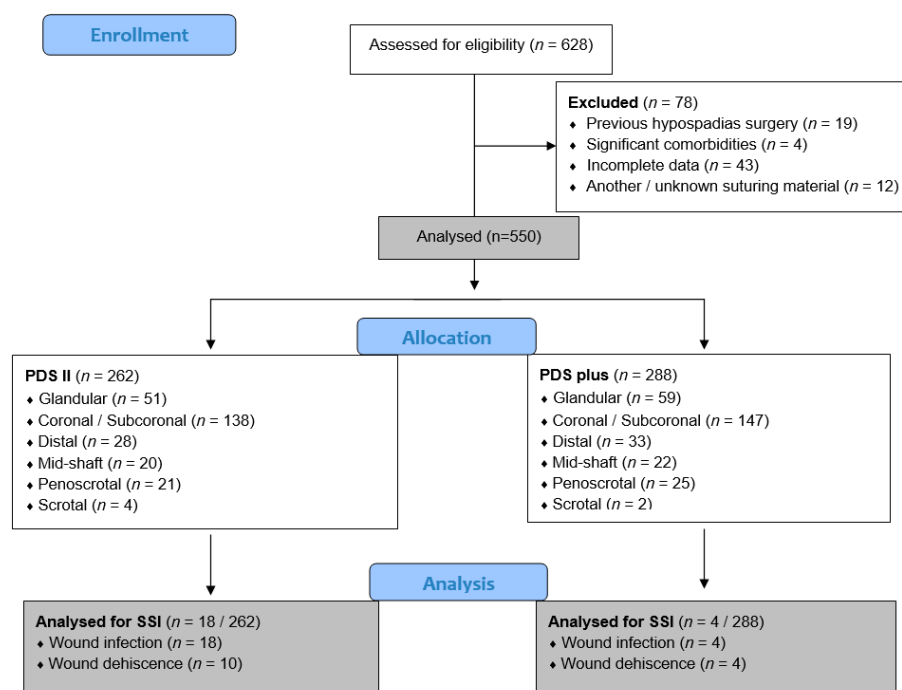 Enrollment
Assessed for eligibility (n = 628)
Excluded (n = 78)
♦ Previous hypospadias surgery (n = 19)
♦ Significant comorbidities (n = 4)
♦ Incomplete data (n = 43)
♦ Another / unknown suturing material (n = 12)
Analysed (n=550)
Allocation
PDS II (n = 262)
♦ Glandular (n = 51)
♦ Coronal / Subcoronal (n = 138)
♦ Distal (n = 28)
♦ Mid-shaft (n = 20)
♦ Penoscrotal (n = 21)
♦ Scrotal (n = 4)
PDS plus (n = 288)
♦ Glandular (n = 59)
♦ Coronal / Subcoronal (n = 147)
♦ Distal (n = 33)
♦ Mid-shaft (n = 22)
♦ Penoscrotal (n = 25)
♦ Scrotal (n = 2)
Analysis
Analysed for SSI (n = 18 / 262)
♦ Wound infection (n = 18)
♦ Wound dehiscence (n = 10)
Analysed for SSI (n = 4 / 288)
♦ Wound infection (n = 4)
♦ Wound dehiscence (n = 4)